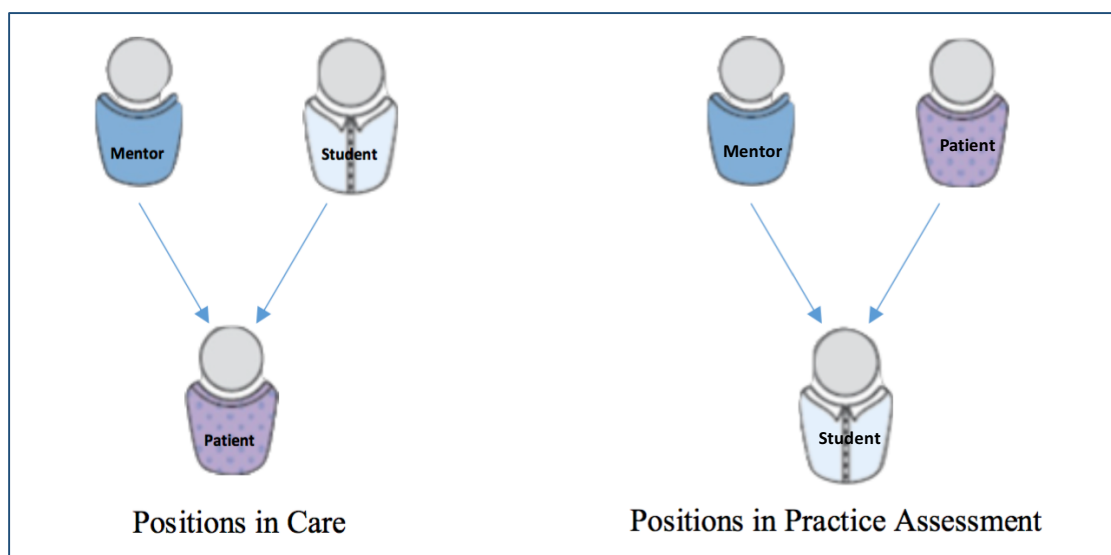 Mentor
Student
Patient
Positions in Care
Mentor
Patient
Student
Positions in Practice Assessment